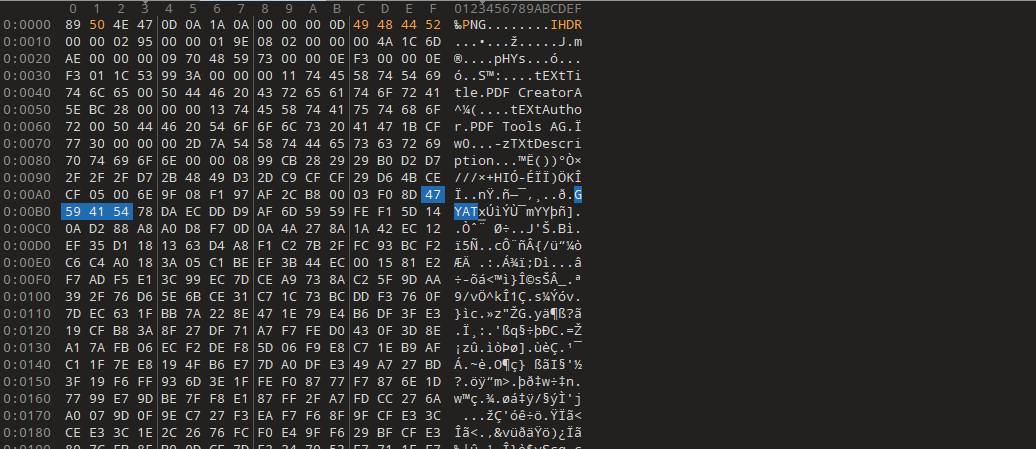 0 1 2 3 4 5 6 7 8 9 A B C D E F 0123456789ABCDEF
0:0000 89 50 4E 47 0D 0A 1A 0A 00 00 00 0D 49 48 44 52 ‰PNG........IHDR
0:0010 00 00 02 95 00 00 01 9E 08 02 00 00 00 4A 1C 6D ...•...ž.....J.m
0:0020 AE 00 00 00 09 70 48 59 73 00 00 0E F3 00 00 0E ®....pHYs...ó...
0:0030 F3 01 1C 53 99 3A 00 00 00 11 74 45 58 74 54 69 ó..S™:....tEXtTi
0:0040 74 6C 65 00 50 44 46 20 43 72 65 61 74 6F 72 41 tle.PDF CreatorA
0:0050 5E BC 28 00 00 00 13 74 45 58 74 41 75 74 68 6F ^¼(....tEXtAutho
0:0060 72 00 50 44 46 20 54 6F 6F 6C 73 20 41 47 1B CF r.PDF Tools AG.Ï
0:0070 77 30 00 00 00 2D 7A 54 58 74 44 65 73 63 72 69 w0...-zTXtDescri
0:0080 70 74 69 6F 6E 00 00 08 99 CB 28 29 29 B0 D2 D7 ption...™Ë())°Ò×
0:0090 2F 2F 2F D7 2B 48 49 D3 2D C9 CF CF 29 D6 4B CE ///×+HIÓ-ÉÏÏ)ÖKÎ
0:00A0 CF 05 00 6E 9F 08 F1 97 AF 2C B8 00 03 F0 8D 47 Ï..nŸ.ñ—¯,¸..ð.G
0:00B0 59 41 54 78 DA EC DD D9 AF 6D 59 59 FE F1 5D 14 YATxÚìÝÙ¯mYYþñ].
0:00C0 0A D2 88 A8 A0 D8 F7 0D 0A 4A 27 8A 1A 42 EC 12 .Òˆ¨ Ø÷..J'Š.Bì.
0:00D0 EF 35 D1 18 13 63 D4 A8 F1 C2 7B 2F FC 93 BC F2 ï5Ñ..cÔ¨ñÂ{/ü“¼ò
0:00E0 C6 C4 A0 18 3A 05 C1 BE EF 3B 44 EC 00 15 81 E2 ÆÄ .:.Á¾ï;Dì...â
0:00F0 F7 AD F5 E1 3C 99 EC 7D CE A9 73 8A C2 5F 9D AA ÷-õá<™ì}Î©sŠÂ_.ª
0:0100 39 2F 76 D6 5E 6B CE 31 C7 1C 73 BC DD F3 76 0F 9/vÖ^kÎ1Ç.s¼Ýóv.
0:0110 7D EC 63 1F BB 7A 22 8E 47 1E 79 E4 B6 DF 3F E3 }ìc.»z"ŽG.yä¶ß?ã
0:0120 19 CF B8 3A 8F 27 DF 71 A7 F7 FE D0 43 0F 3D 8E .Ï¸:.'ßq§÷þÐC.=Ž
0:0130 A1 7A FB 06 EC F2 DE F8 5D 06 F9 E8 C7 1E B9 AF ¡zû.ìòÞø].ùèÇ.¹¯
0:0140 C1 1F 7E E8 19 4F B6 E7 7D A0 DF E3 49 A7 27 BD Á.~è.O¶ç} ßãI§'½
0:0150 3F 19 F6 FF 93 6D 3E 1F FE F0 87 77 F7 87 6E 1D ?.öÿ“m>.þð‡w÷‡n.
0:0160 77 99 E7 9D BE 7F F8 E1 87 FF 2F A7 FD CC 27 6A w™ç.¾.øá‡ÿ/§ýÌ'j
0:0170 A0 07 9D 0F 9E C7 27 F3 EA F7 F6 8F 9F CF E3 3C  ...žÇ'óê÷ö.ŸÏã<
0:0180 CE E3 3C 1E 2C 26 76 FC F0 E4 9F F6 29 BF CF E3 Îã<.,&vüðäŸö)¿Ïã